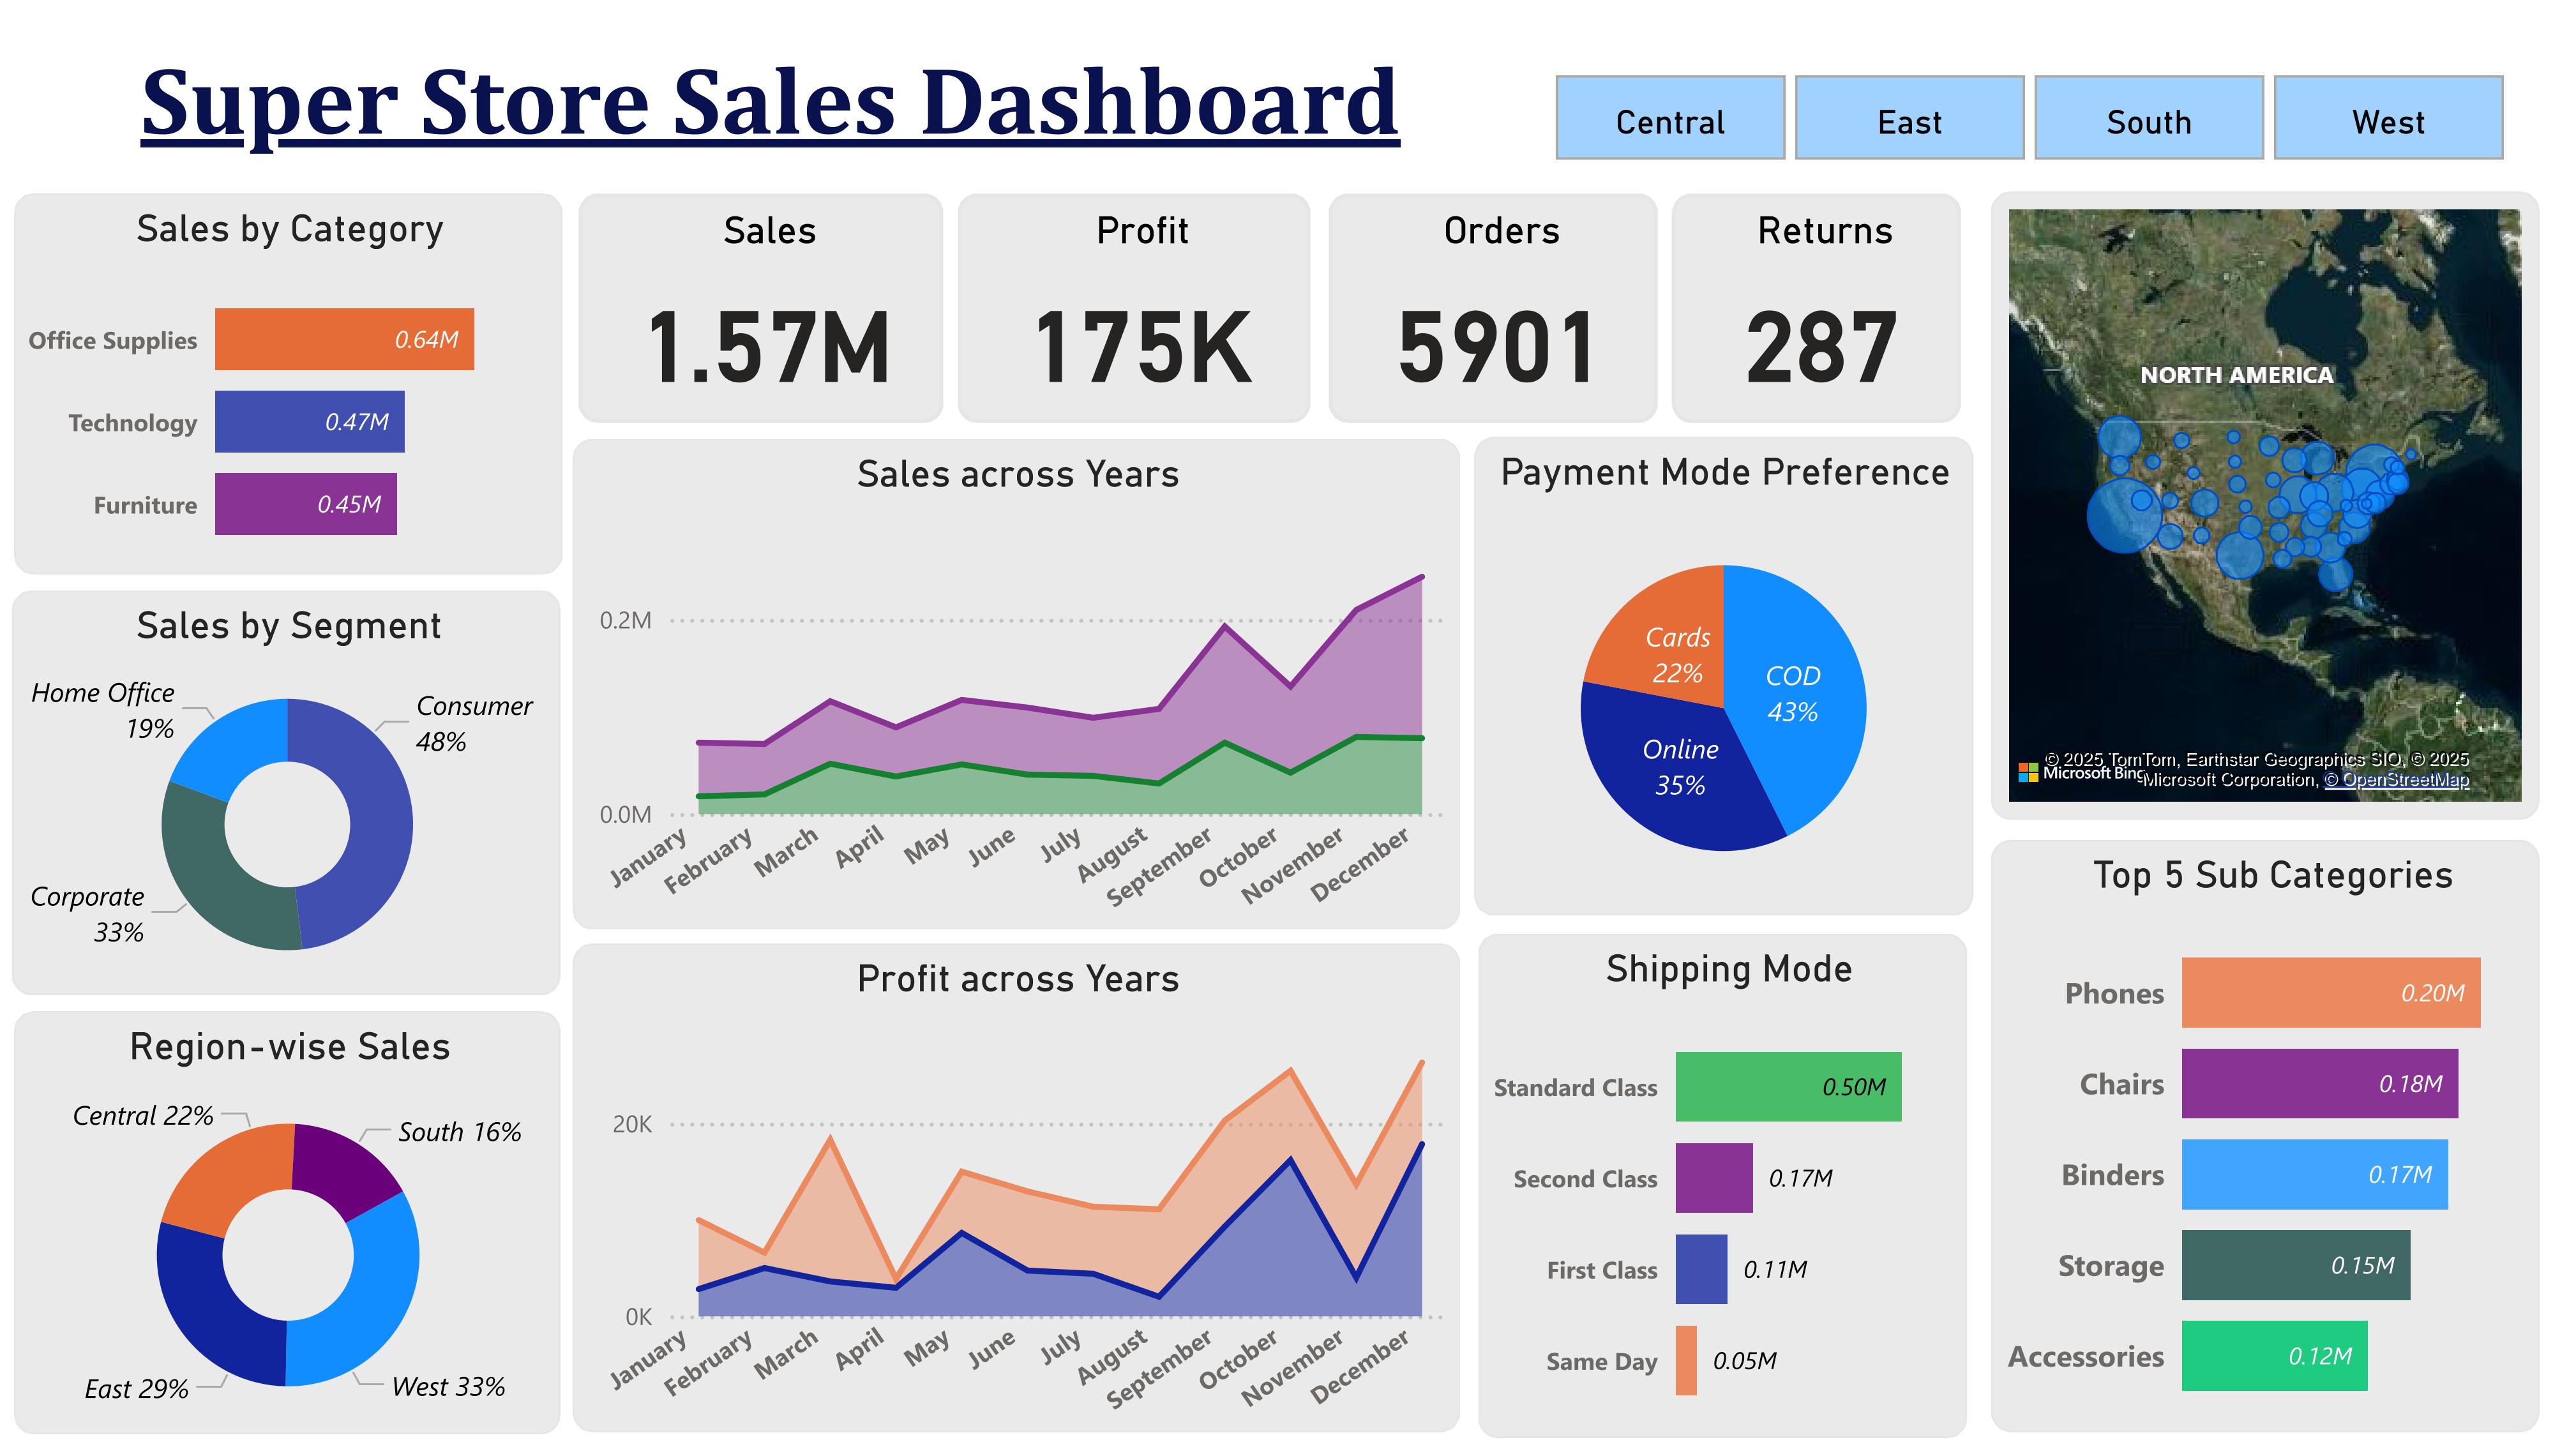 Super Store Sales Dashboard
Central
East
South
West
Sales by Category
Office Supplies
0.64M
Technology
0.47M
Furniture
0.45M
Sales
1.57M
Profit
175K
Orders
5901
Returns
287
NORTH AMERICA
© 2025 TomTom, Earthstar Geographics SIO, © 2025
Microsoft Bing
Microsoft Corporation, © OpenStreetMap
Sales by Segment
Home Office
19%
Consumer
48%
Corporate
33%
Sales across Years
0.2M
0.0M
January
February
March
April
May
June
July
August
September
October
November
December
Payment Mode Preference
Cards
22%
COD
43%
Online
35%
Region-wise Sales
Central 22%
South 16%
East 29%
West 33%
Profit across Years
20K
0K
January
February
March
April
May
June
July
August
September
October
November
December
Shipping Mode
Standard Class
0.50M
Second Class
0.17M
First Class
0.11M
Same Day
0.05M
Top 5 Sub Categories
Phones
0.20M
Chairs
0.18M
Binders
0.17M
Storage
0.15M
Accessories
0.12M